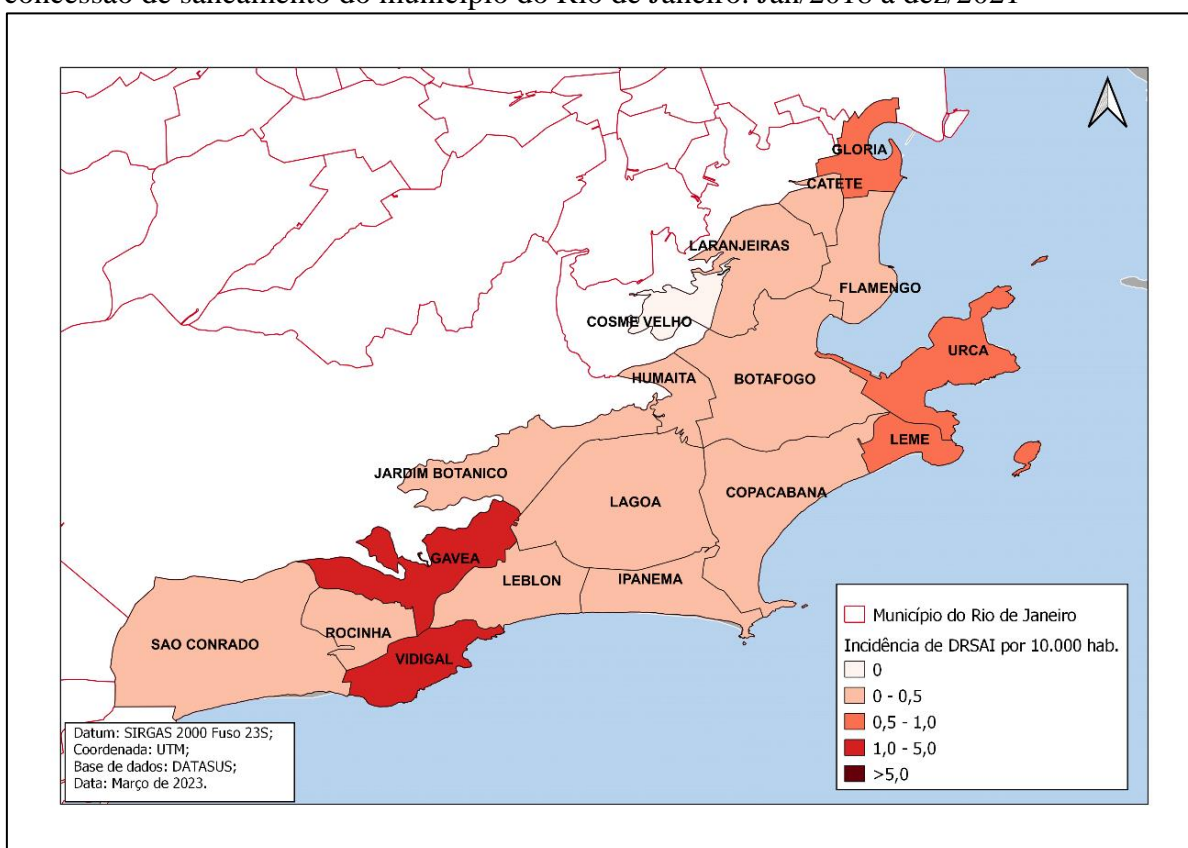 concessão de saneamento do município do Rio de Janeiro. Jan/2018 a dez/2021
GLORIA
CATETE
LARANJEIRAS
FLAMENGO
COSME VELHO
URCA
HUMAITA
BOTAFOGO
LEME
JARDIM BOTANICO
COPACABANA
LAGOA
GAVEA
LEBLON
IPANEMA
ROCINHA
SAO CONRADO
VIDIGAL
Município do Rio de Janeiro
Incidência de DRSAI por 10.000 hab.
0
0 - 0,5
0,5 - 1,0
1,0 - 5,0
>5,0
Datum: SIRGAS 2000 Fuso 23S;
Coordenada: UTM;
Base de dados: DATASUS;
Data: Março de 2023.